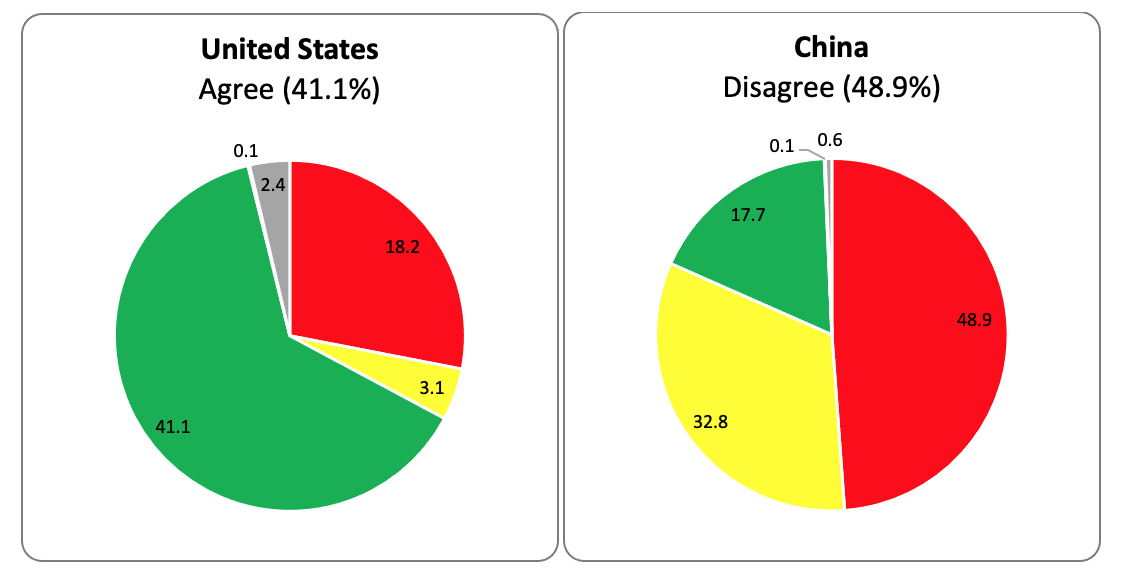 United States
Agree (41.1%)
0.1
2.4
18.2
3.1
41.1
China
Disagree (48.9%)
0.1
0.6
17.7
48.9
32.8